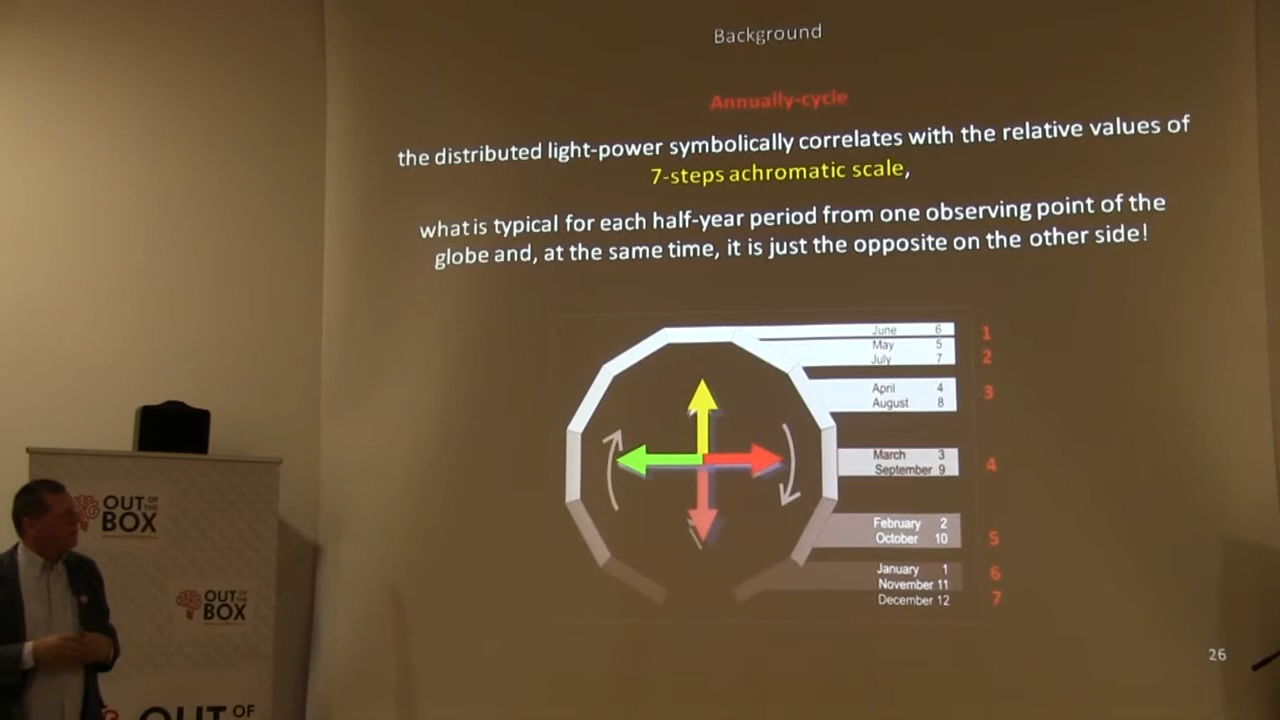 Background
Annually-cycle
the distributed light-power symbolically correlates with the relative values of
7-steps achromatic scale,
what is typical for each half-year period from one observing point of the
globe and, at the same time, it is just the opposite on the other side!
June 6 1
May 5
July 7 2
April 4 3
August 8
March 3 4
September 9
February 2
October 10 5
January 1 6
November 11
December 12 7
26
OUT OF THE
BOX
OUT OF THE
BOX
OUT OF